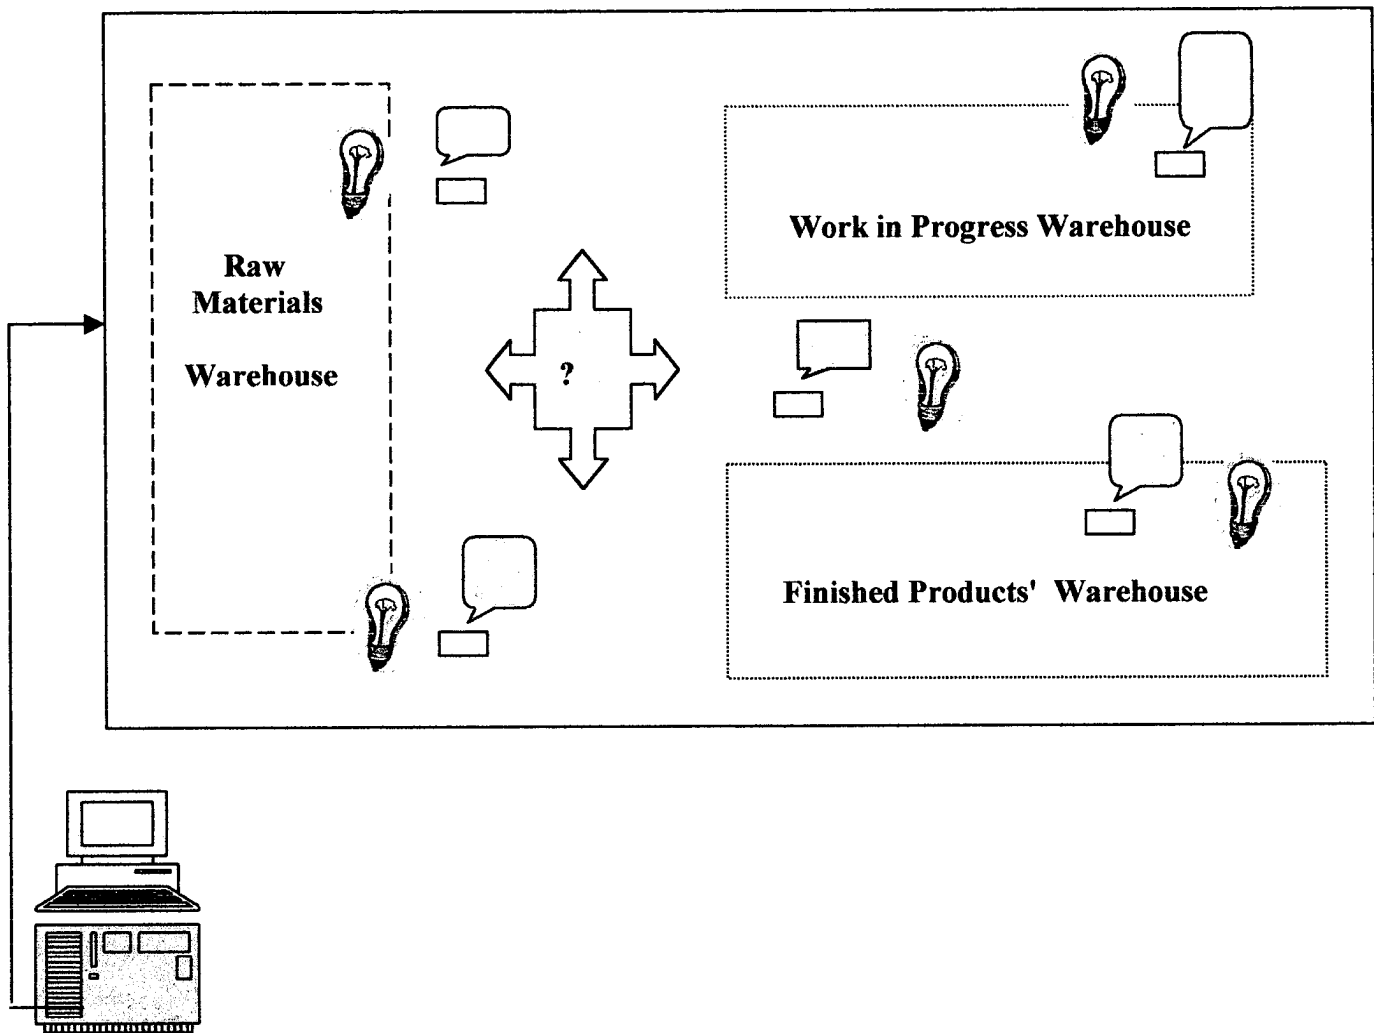 Raw
Materials
Warehouse
Work in Progress Warehouse
?
Finished Products' Warehouse